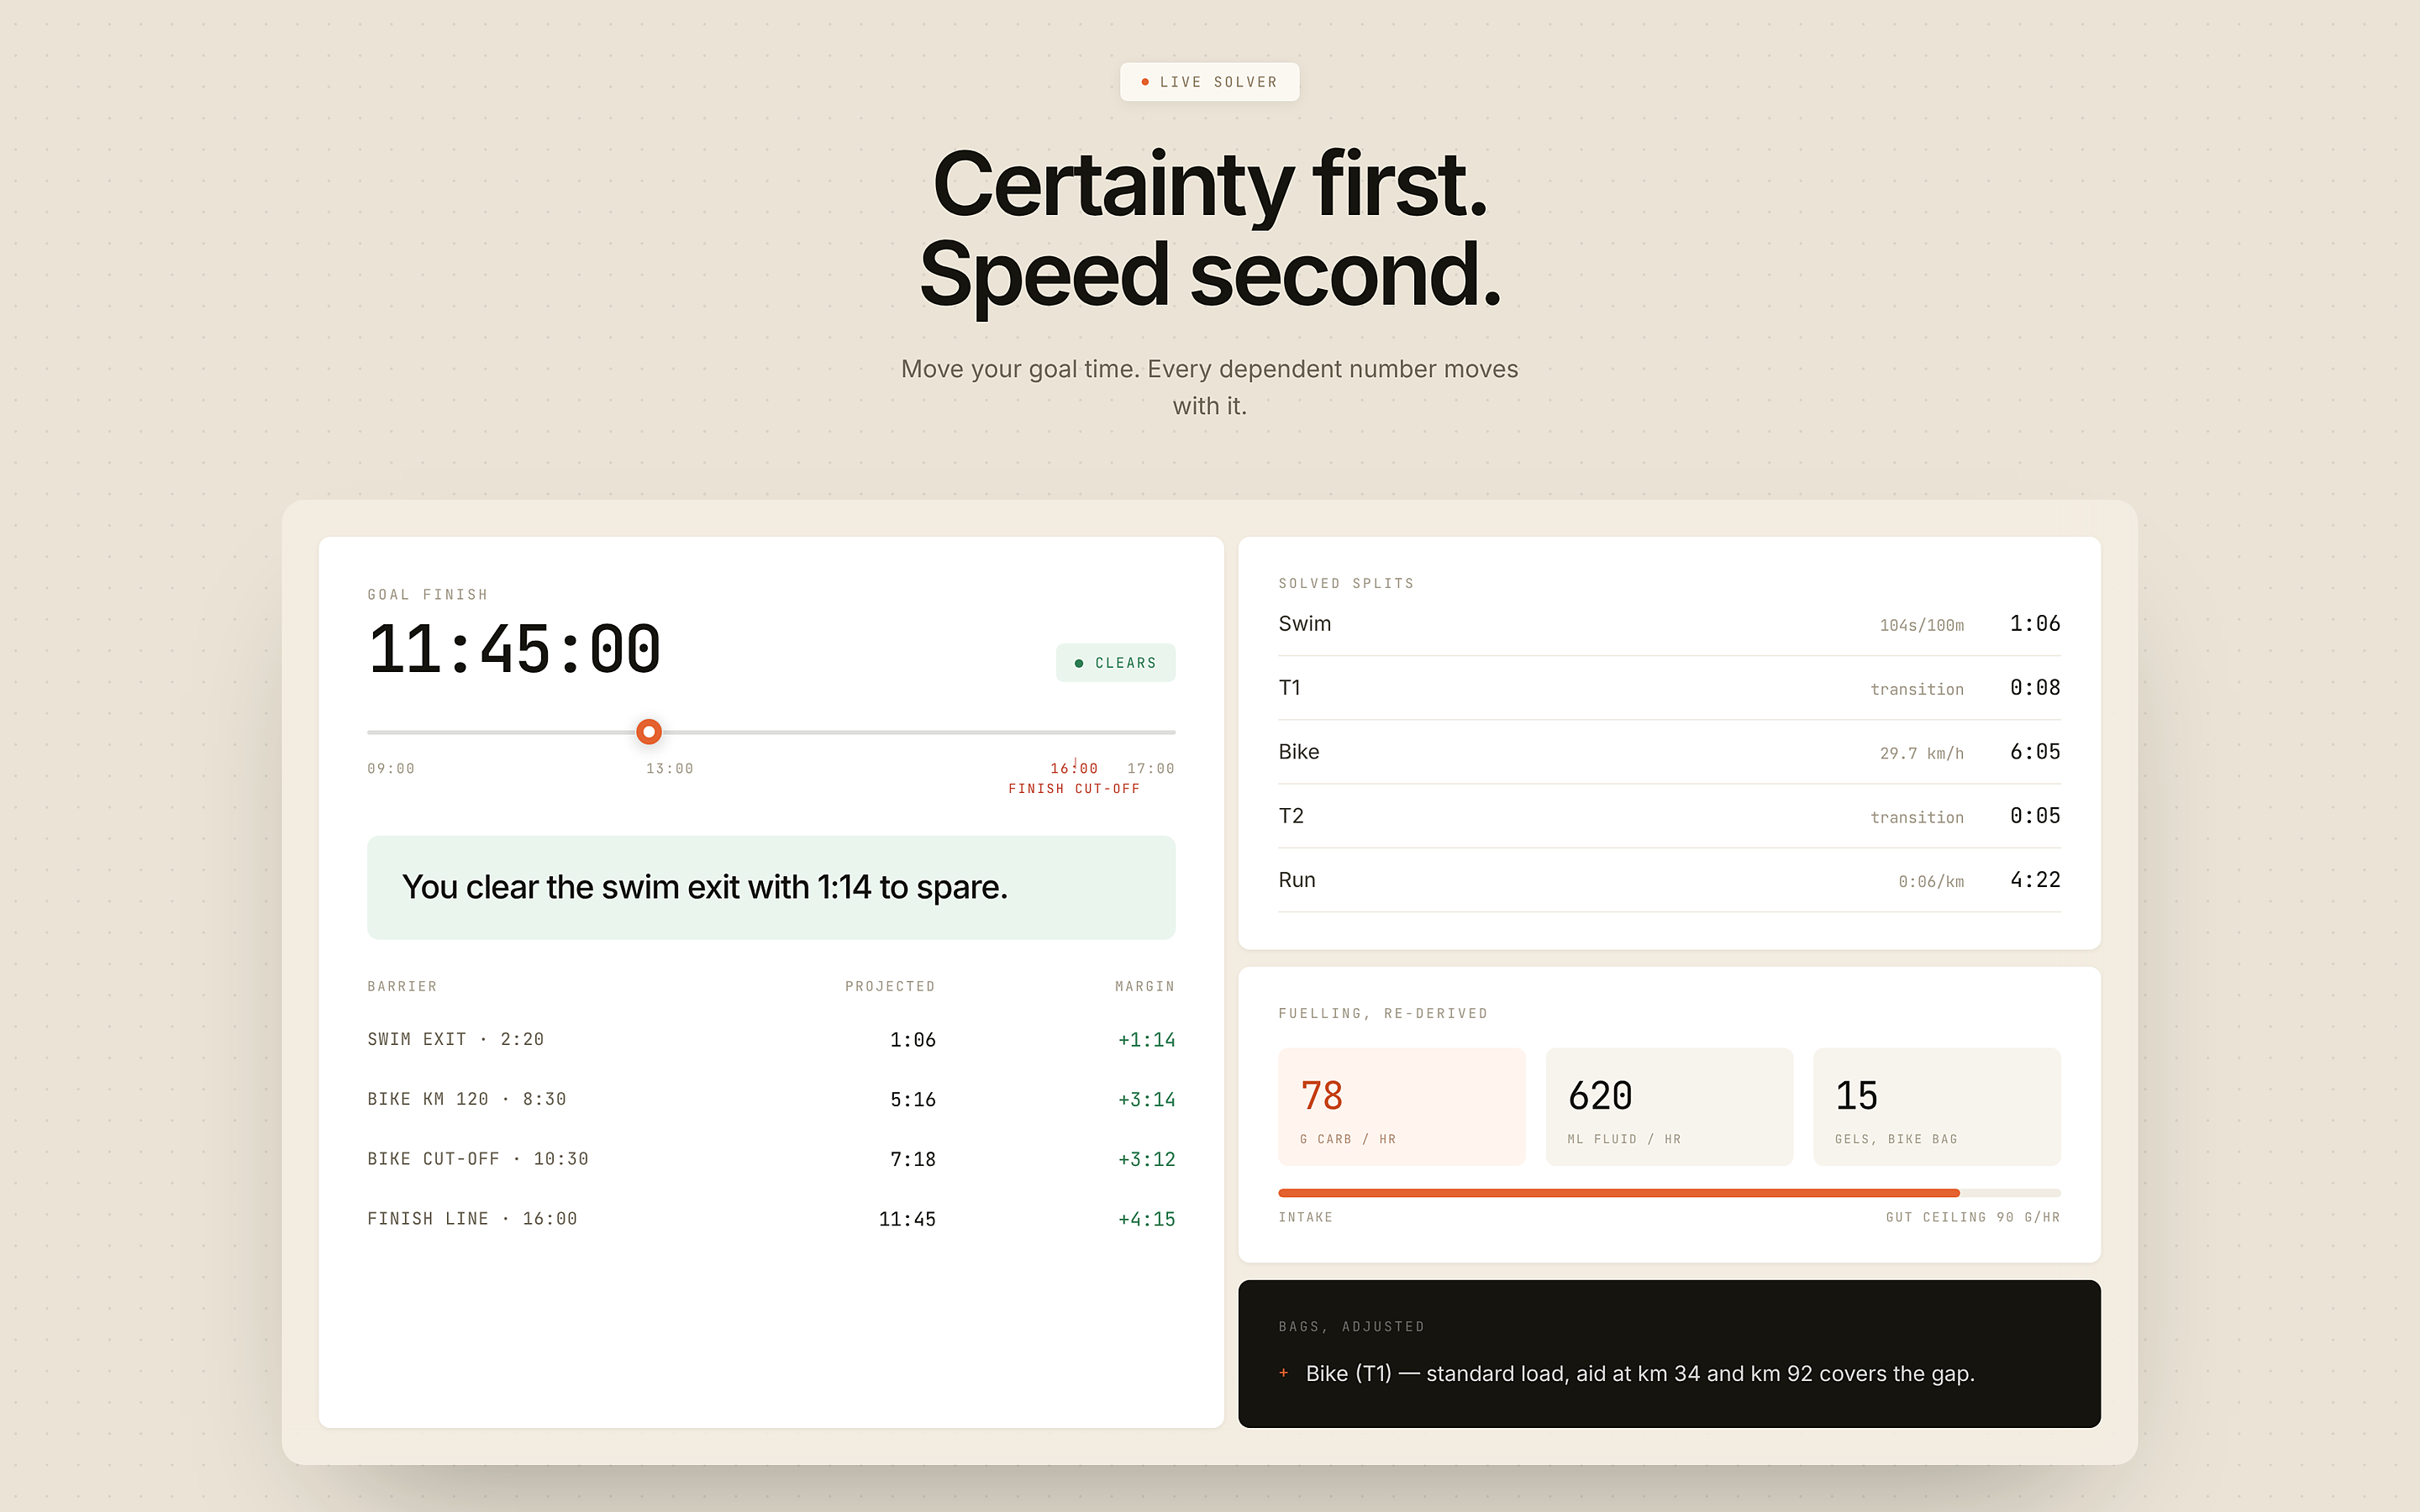 LIVE SOLVER
Certainty first.
Speed second.
Move your goal time. Every dependent number moves
with it.
GOAL FINISH
11:45:00
CLEARS
09:00
13:00
16:00
17:00
FINISH CUT-OFF
You clear the swim exit with 1:14 to spare.
BARRIER PROJECTED MARGIN
SWIM EXIT · 2:20 1:06 +1:14
BIKE KM 120 · 8:30 5:16 +3:14
BIKE CUT-OFF · 10:30 7:18 +3:12
FINISH LINE · 16:00 11:45 +4:15
SOLVED SPLITS
Swim 104s/100m 1:06
T1 transition 0:08
Bike 29.7 km/h 6:05
T2 transition 0:05
Run 0:06/km 4:22
FUELLING, RE-DERIVED
78
G CARB / HR
620
ML FLUID / HR
15
GELS, BIKE BAG
INTAKE
GUT CEILING 90 G/HR
BAGS, ADJUSTED
+ Bike (T1) — standard load, aid at km 34 and km 92 covers the gap.